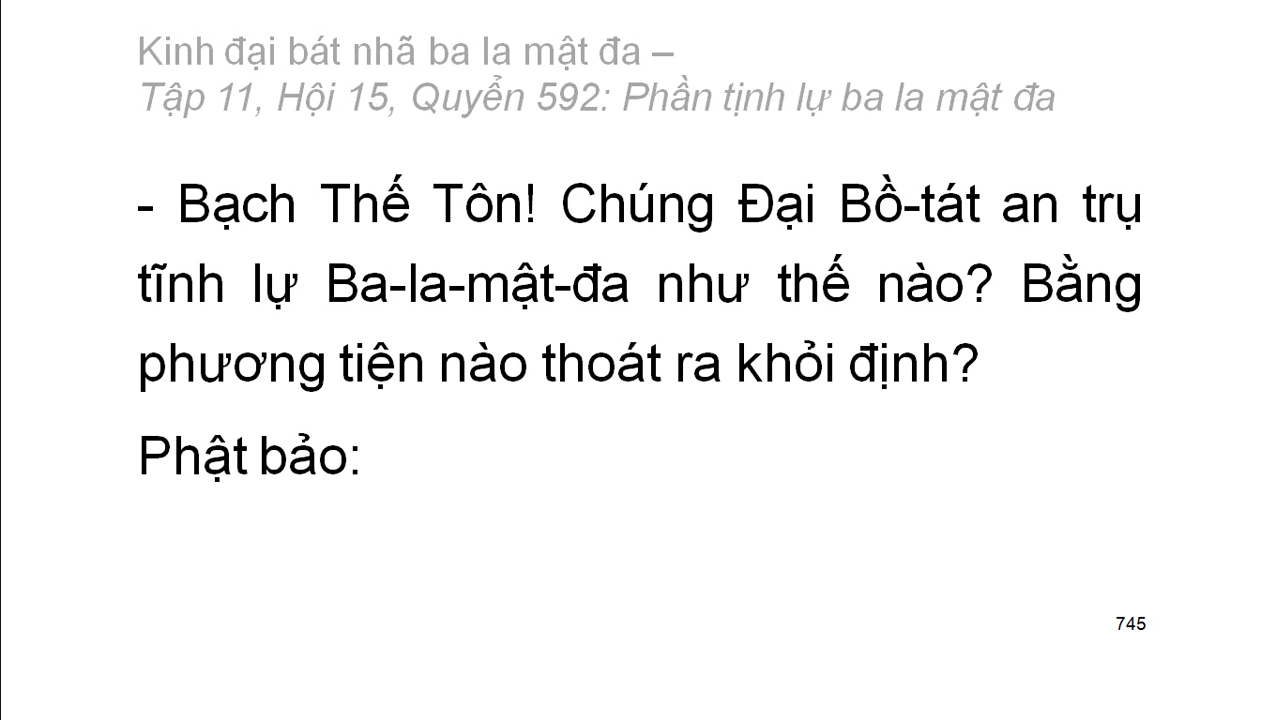 Kinh đại bát nhã ba la mật đa –
Tập 11, Hội 15, Quyển 592: Phần tịnh lự ba la mật đa
- Bạch Thế Tôn! Chúng Đại Bồ-tát an trụ
tĩnh lự Ba-la-mật-đa như thế nào? Bằng
phương tiện nào thoát ra khỏi định?
Phật bảo:
745